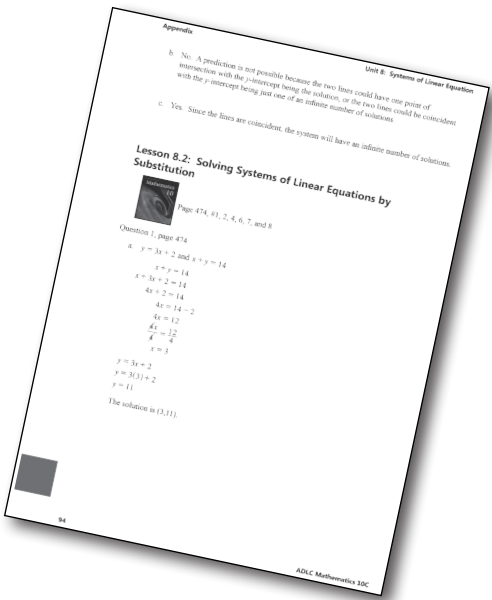 Appendix
Unit 8: Systems of Linear Equation
b. No. A prediction is not possible because the two lines could have one point of
intersection with the y-intercept being the solution, or the two lines could be coincident
with the y-intercept being just one of an infinite number of solutions.
c. Yes. Since the lines are coincident, the system will have an infinite number of solutions.
Lesson 8.2: Solving Systems of Linear Equations by
Substitution
Mathematics
10
Page 474, #1, 2, 4, 6, 7, and 8
Question 1, page 474
a. y = 3x + 2 and x + y = 14
x + y = 14
x + 3x + 2 = 14
4x + 2 = 14
4x = 14 − 2
4x = 12
4x/4 = 12/4
x = 3
y = 3x + 2
y = 3(3) + 2
y = 11
The solution is (3,11).
94
ADLC Mathematics 10C